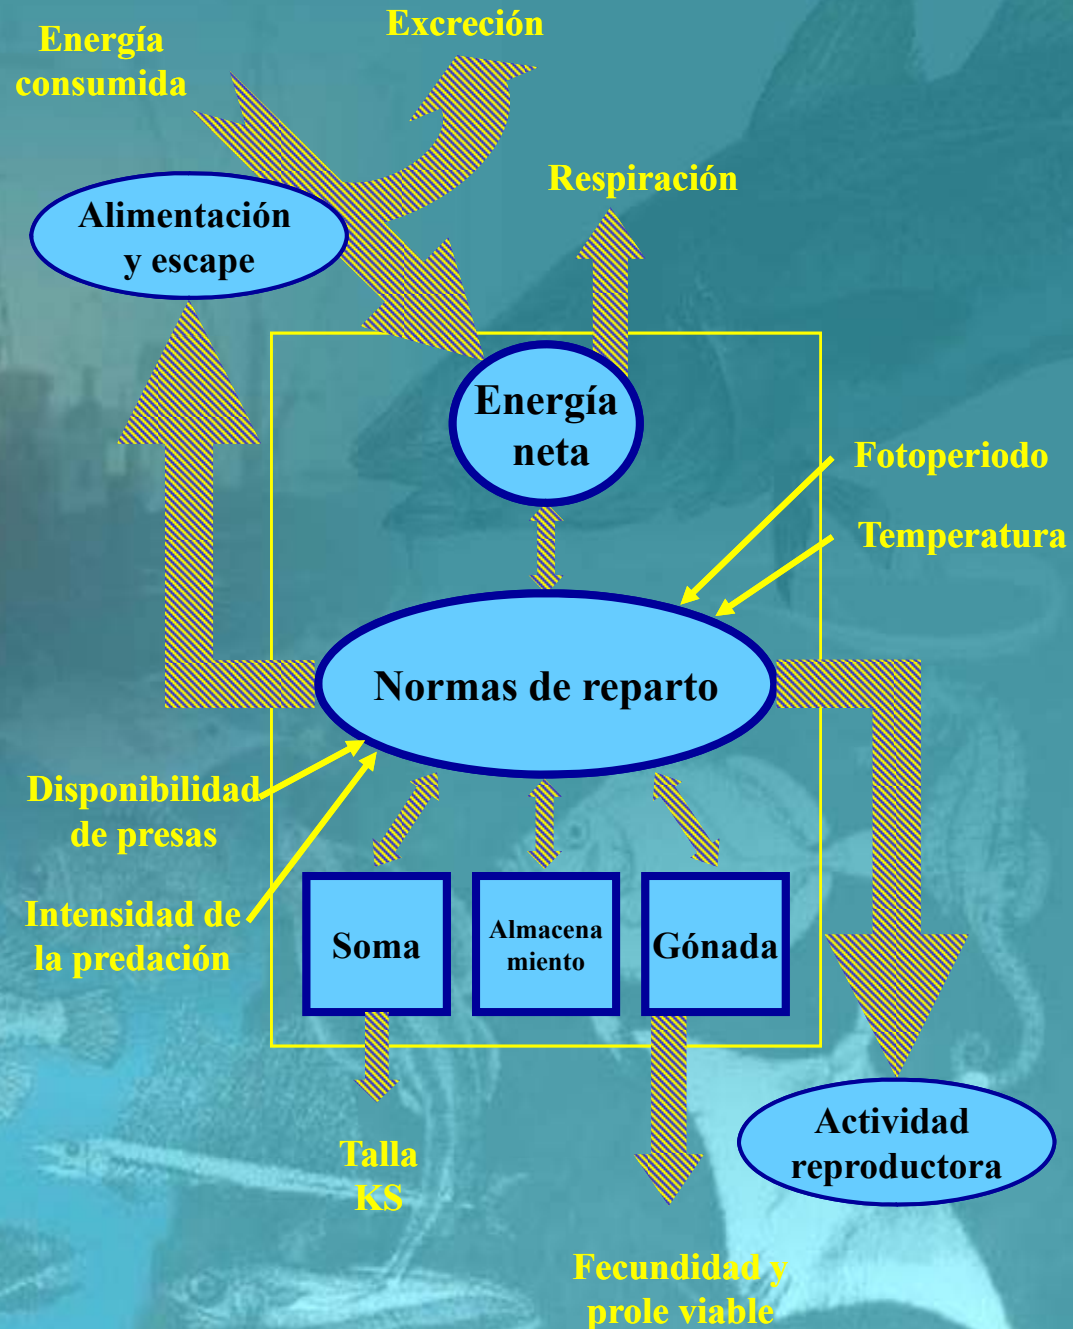 Excreción
Energía
consumida
Respiración
Alimentación
y escape
Energía
neta
Fotoperiodo
Temperatura
Normas de reparto
Disponibilidad
de presas
Intensidad de
la predación
Soma
Almacena
miento
Gónada
Talla
KS
Actividad
reproductora
Fecundidad y
prole viable